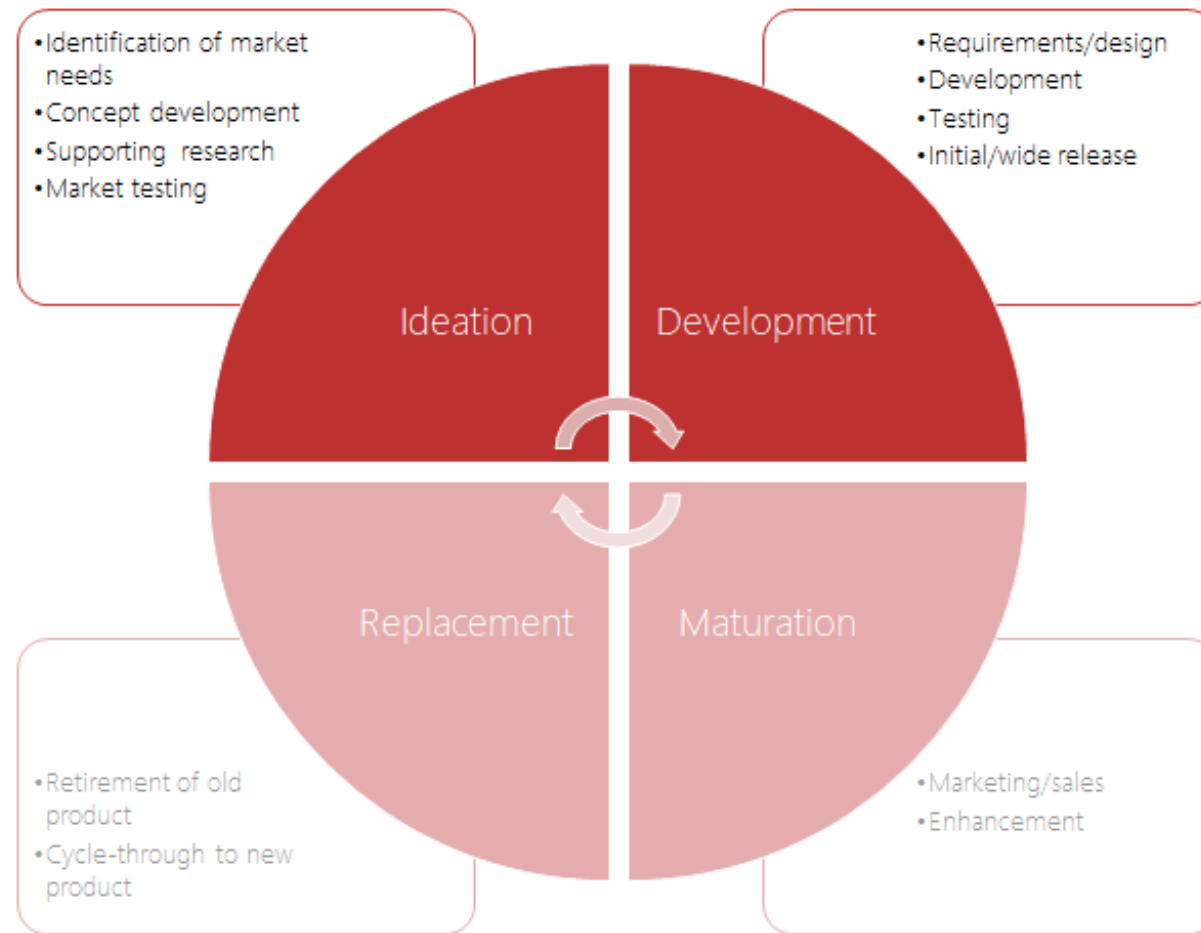 •Identification of market
needs
•Concept development
•Supporting research
•Market testing
•Requirements/design
•Development
•Testing
•Initial/wide release
Ideation
Development
Replacement
Maturation
•Retirement of old
product
•Cycle-through to new
product
•Marketing/sales
•Enhancement